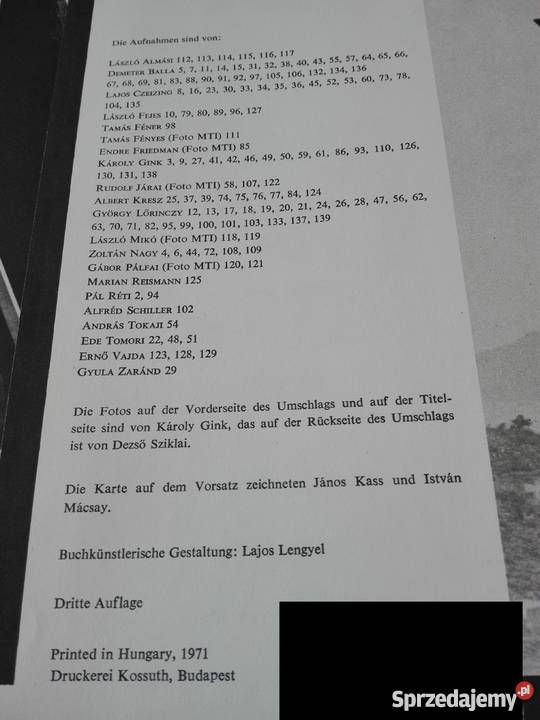 Die Aufnahmen sind von:
LÁSZLÓ ALMÁSI 112, 113, 114, 115, 116, 117
DEMETER BALLA 5, 7, 11, 14, 15, 31, 32, 38, 40, 43, 55, 57, 64, 65, 66,
67, 68, 69, 81, 83, 88, 90, 91, 92, 97, 105, 106, 132, 134, 136
LAJOS CZEIZING 8, 16, 23, 30, 33, 34, 35, 36, 45, 52, 53, 60, 73, 78,
104, 135
LÁSZLÓ FEJES 10, 79, 80, 89, 96, 127
TAMÁS FÉNER 98
TAMÁS FÉNYES (Foto MTI) 111
ENDRE FRIEDMAN (Foto MTI) 85
KÁROLY GINK 3, 9, 27, 41, 42, 46, 49, 50, 59, 61, 86, 93, 110, 126,
130, 131, 138
RUDOLF JÁRAI (Foto MTI) 58, 107, 122
ALBERT KRESZ 25, 37, 39, 74, 75, 76, 77, 84, 124
GYÖRGY LŐRINCZY 12, 13, 17, 18, 19, 20, 21, 24, 26, 28, 47, 56, 62,
63, 70, 71, 82, 95, 99, 100, 101, 103, 133, 137, 139
LÁSZLÓ MIKÓ (Foto MTI) 118, 119
ZOLTÁN NAGY 4, 6, 44, 72, 108, 109
GÁBOR PÁLFAI (Foto MTI) 120, 121
MARIAN REISMANN 125
PÁL RÉTI 2, 94
ALFRÉD SCHILLER 102
ANDRÁS TOKAJI 54
EDE TOMORI 22, 48, 51
ERNŐ VAJDA 123, 128, 129
GYULA ZARÁND 29
Die Fotos auf der Vorderseite des Umschlags und auf der Titel-
seite sind von Károly Gink, das auf der Rückseite des Umschlags
ist von Dezső Sziklai.
Die Karte auf dem Vorsatz zeichneten János Kass und István
Mácsay.
Buchkünstlerische Gestaltung: Lajos Lengyel
Dritte Auflage
Printed in Hungary, 1971
Druckerei Kossuth, Budapest
Sprzedajemy.pl